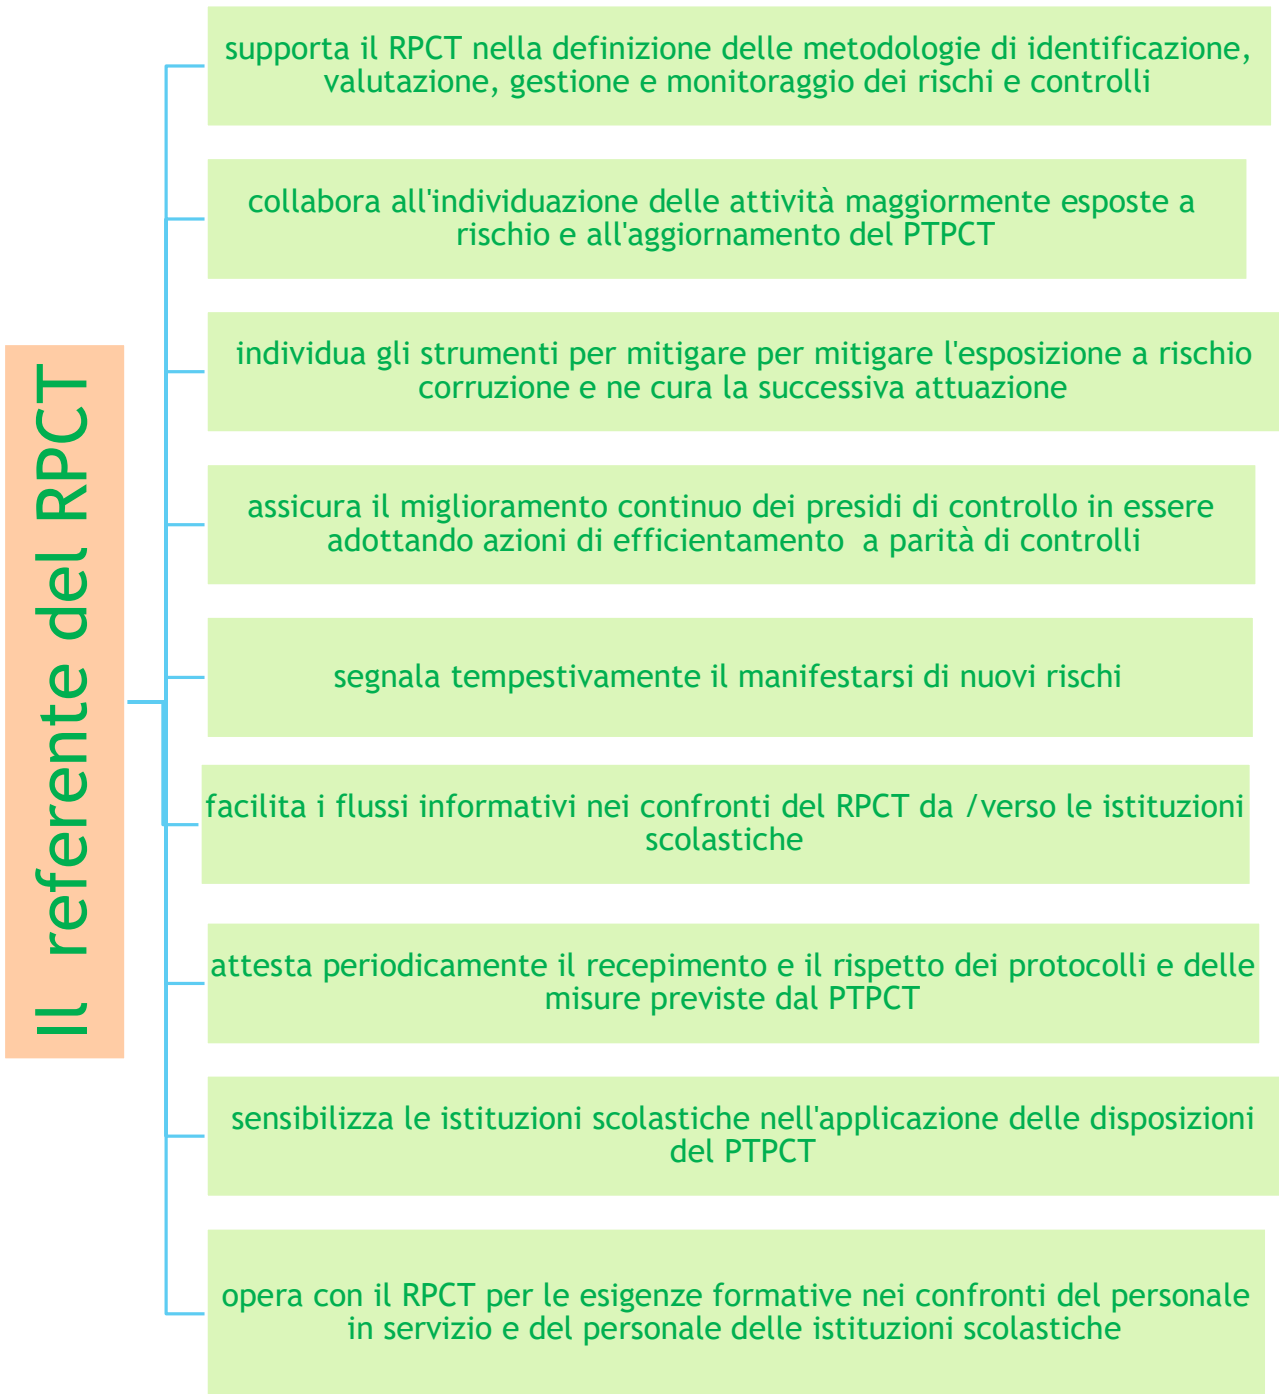 Il referente del RPCT
supporta il RPCT nella definizione delle metodologie di identificazione,
valutazione, gestione e monitoraggio dei rischi e controlli
collabora all'individuazione delle attività maggiormente esposte a
rischio e all'aggiornamento del PTPCT
individua gli strumenti per mitigare per mitigare l'esposizione a rischio
corruzione e ne cura la successiva attuazione
assicura il miglioramento continuo dei presidi di controllo in essere
adottando azioni di efficientamento  a parità di controlli
segnala tempestivamente il manifestarsi di nuovi rischi
facilita i flussi informativi nei confronti del RPCT da /verso le istituzioni
scolastiche
attesta periodicamente il recepimento e il rispetto dei protocolli e delle
misure previste dal PTPCT
sensibilizza le istituzioni scolastiche nell'applicazione delle disposizioni
del PTPCT
opera con il RPCT per le esigenze formative nei confronti del personale
in servizio e del personale delle istituzioni scolastiche